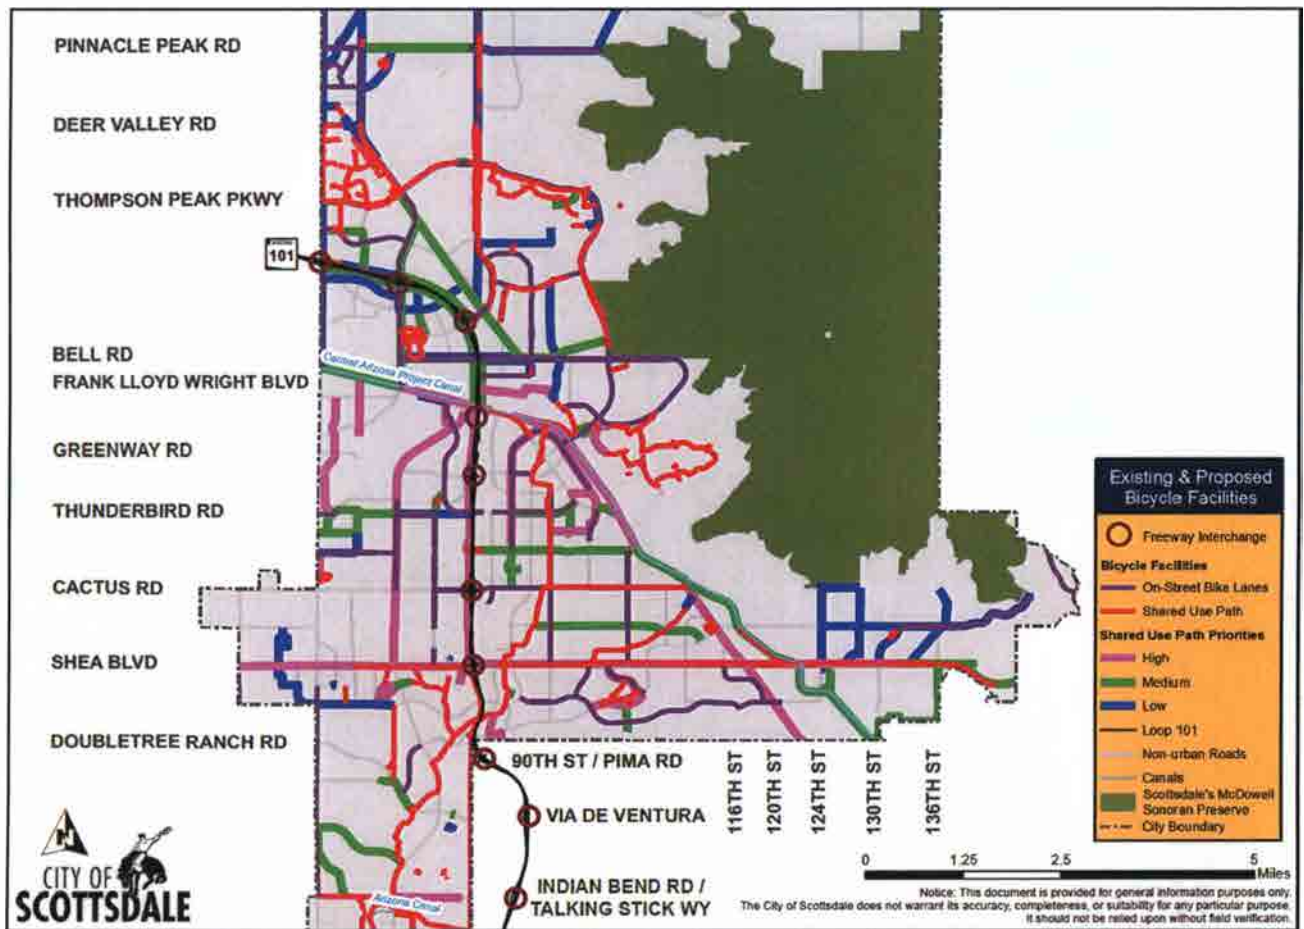 PINNACLE PEAK RD
DEER VALLEY RD
THOMPSON PEAK PKWY
101
BELL RD
Central Arizona Project Canal
FRANK LLOYD WRIGHT BLVD
GREENWAY RD
THUNDERBIRD RD
CACTUS RD
SHEA BLVD
DOUBLETREE RANCH RD
90TH ST / PIMA RD
VIA DE VENTURA
INDIAN BEND RD /
TALKING STICK WY
Arizona Canal
116TH ST
120TH ST
124TH ST
130TH ST
136TH ST
Existing & Proposed
Bicycle Facilities
Freeway Interchange
Bicycle Facilities
On-Street Bike Lanes
Shared Use Path
Shared Use Path Priorities
High
Medium
Low
Loop 101
Non-urban Roads
Canals
Scottsdale's McDowell
Sonoran Preserve
City Boundary
N
CITY OF
SCOTTSDALE
0 1.25 2.5 5
Miles
Notice: This document is provided for general information purposes only.
The City of Scottsdale does not warrant its accuracy, completeness, or suitability for any particular purpose.
It should not be relied upon without field verification.